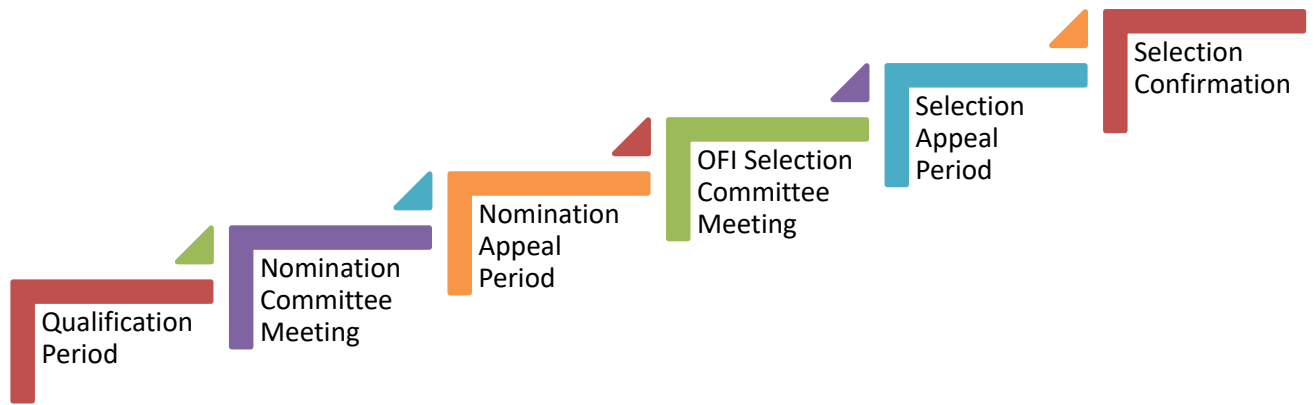 Qualification
Period
Nomination
Committee
Meeting
Nomination
Appeal
Period
OFI Selection
Committee
Meeting
Selection
Appeal
Period
Selection
Confirmation